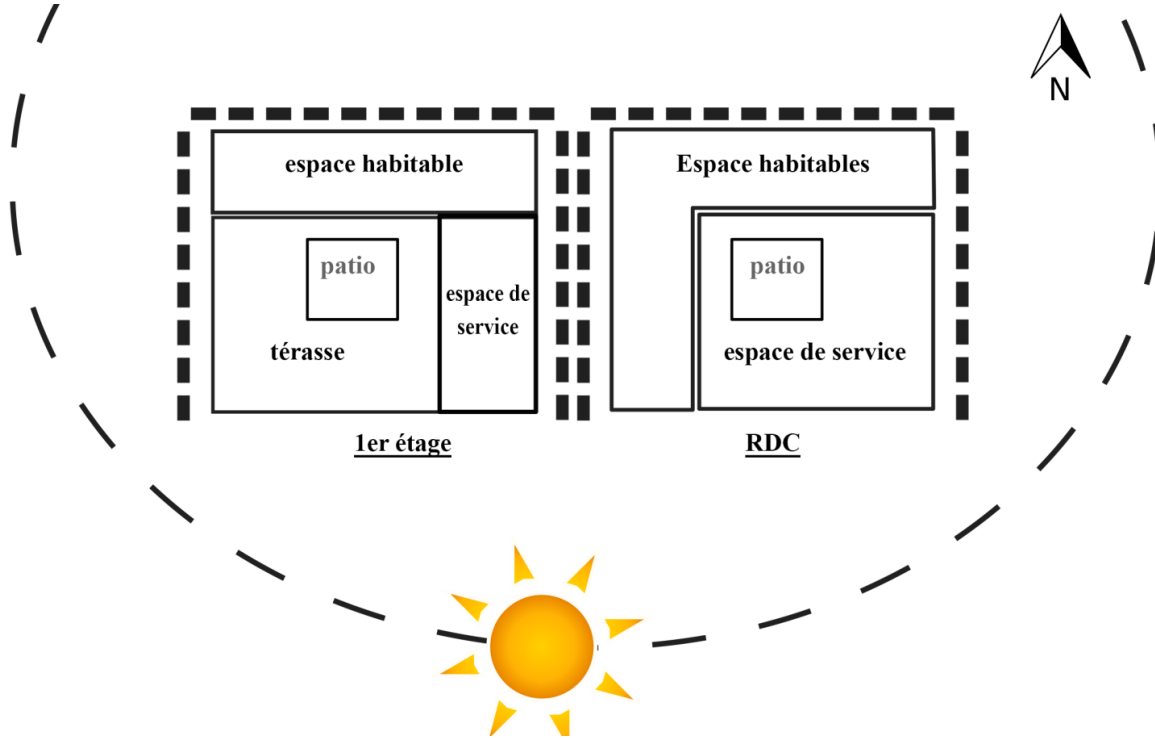 N
espace habitable
patio
espace de
service
térasse
1er étage
Espace habitables
patio
espace de service
RDC